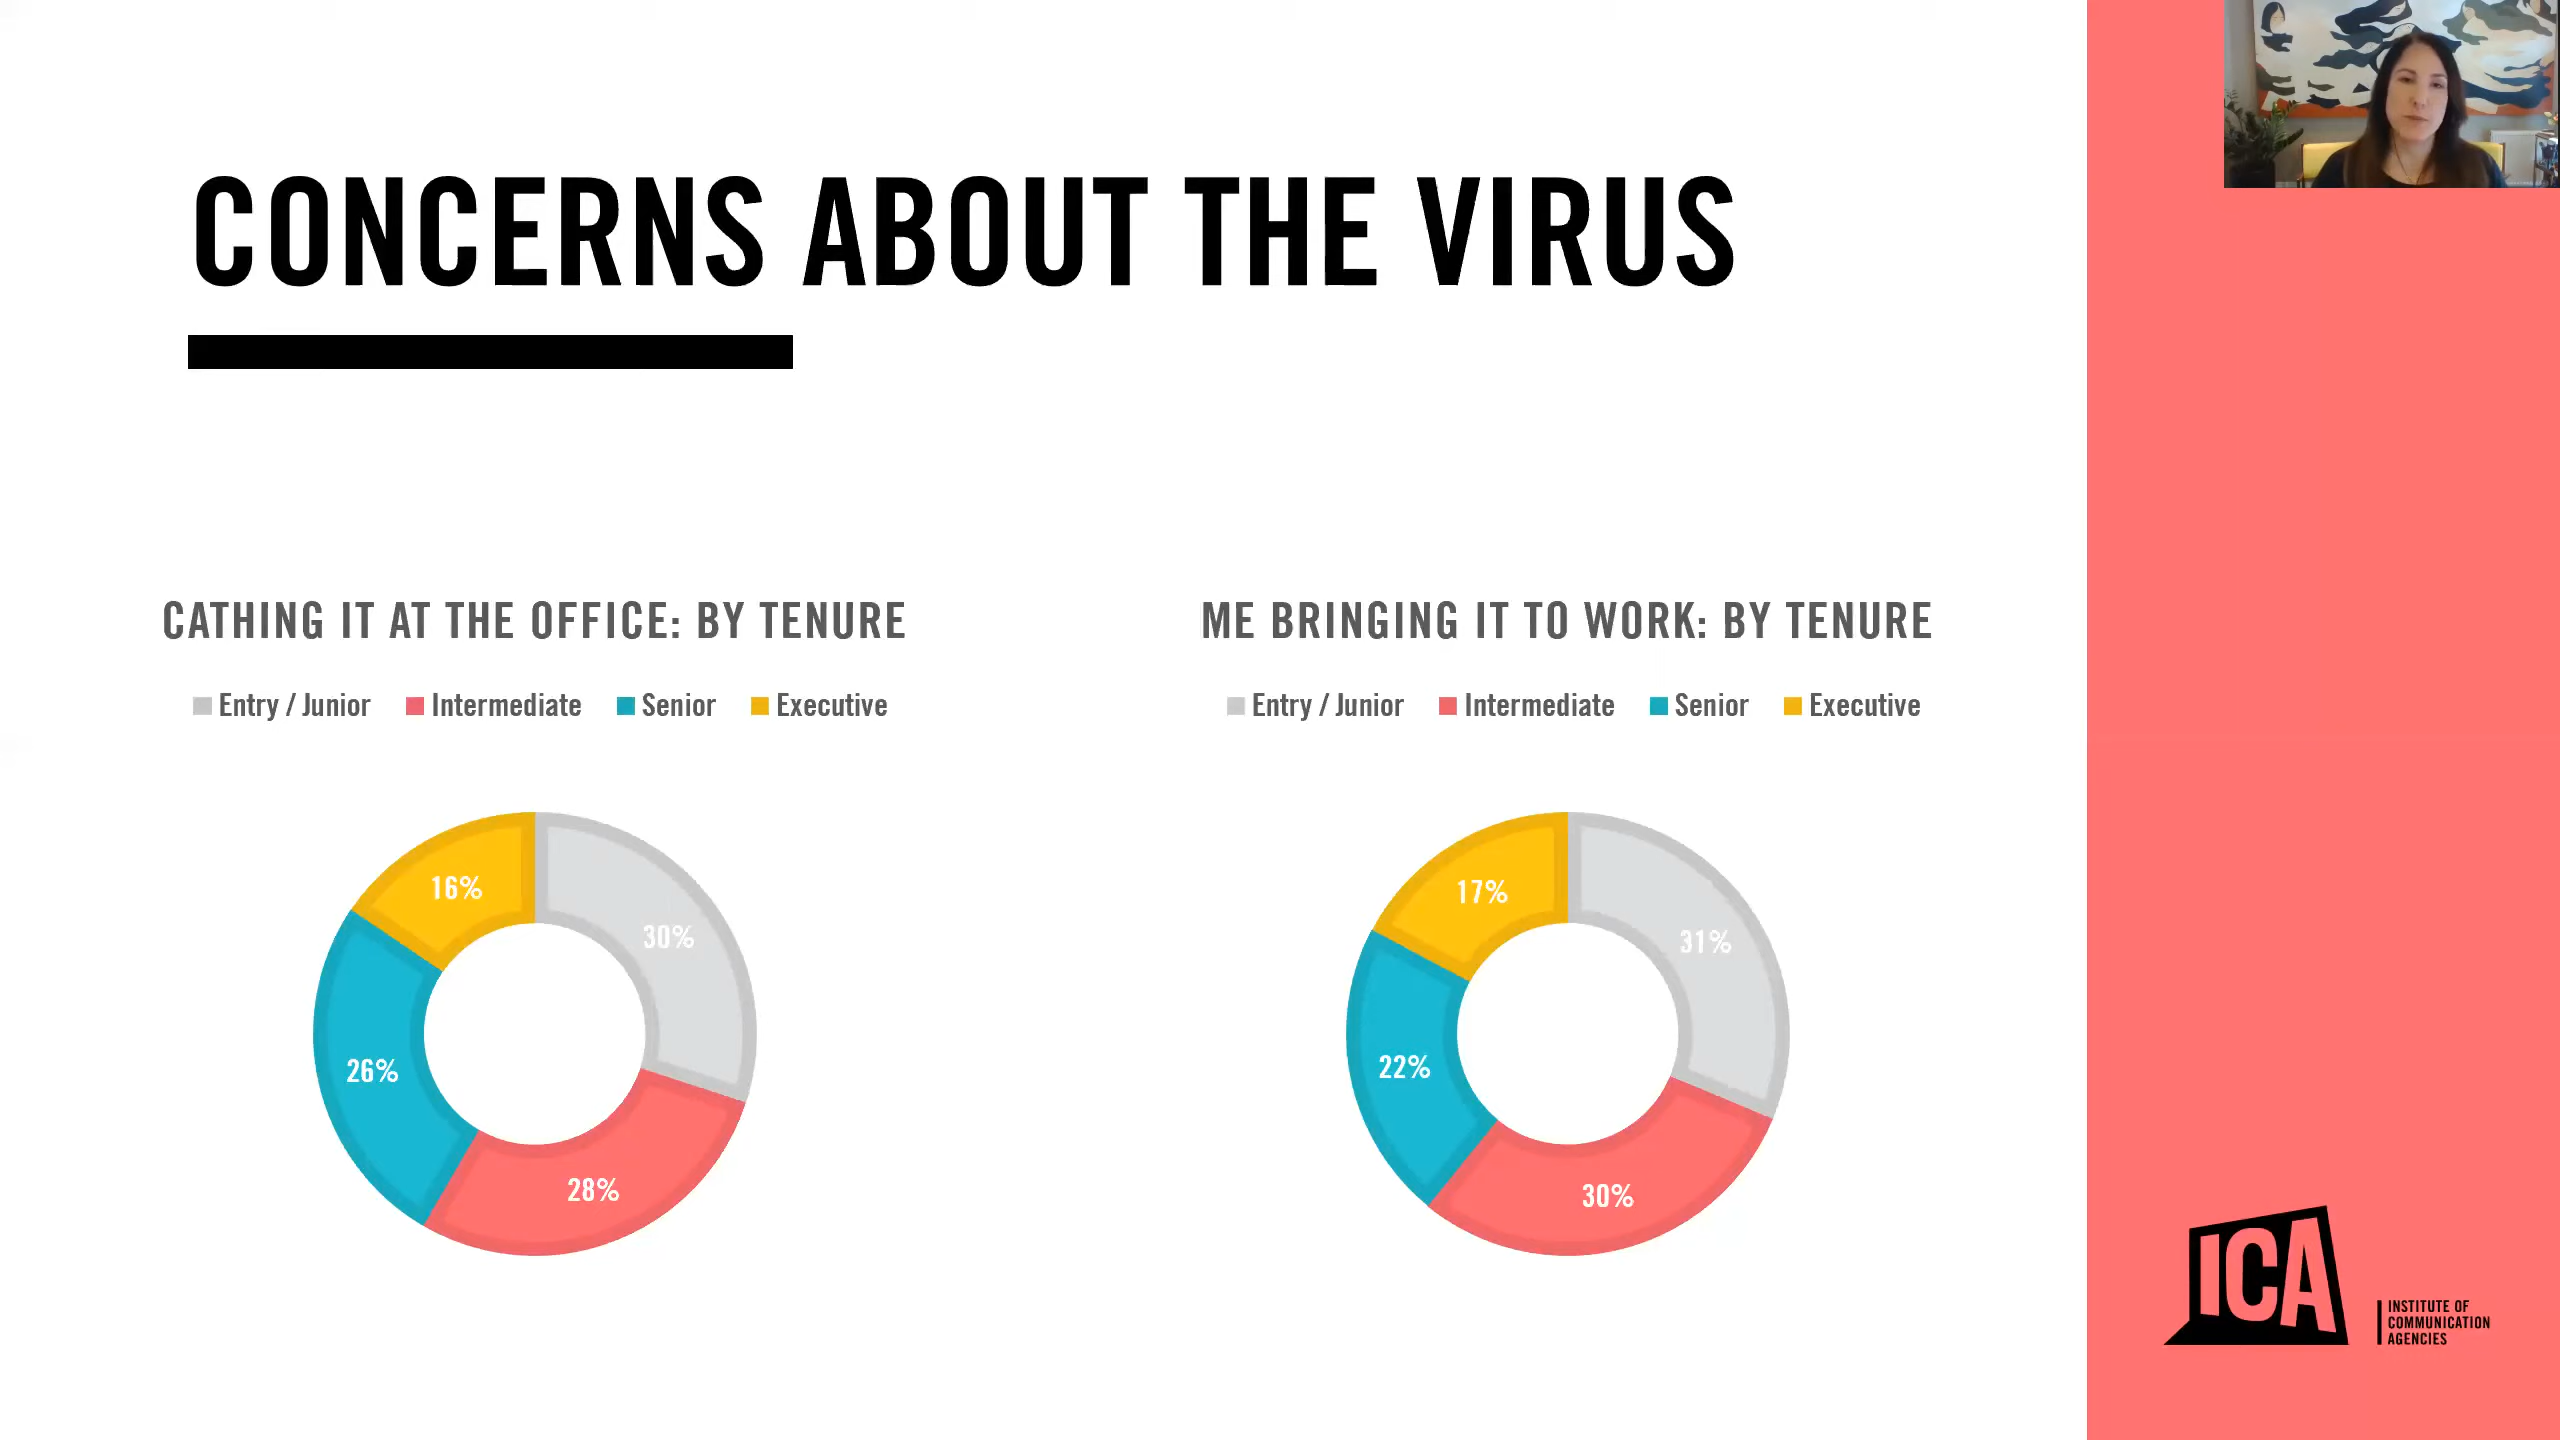 CONCERNS ABOUT THE VIRUS
CATHING IT AT THE OFFICE: BY TENURE
Entry / Junior Intermediate Senior Executive
16%
30%
26%
28%
ME BRINGING IT TO WORK: BY TENURE
Entry / Junior Intermediate Senior Executive
17%
31%
22%
30%
ICA
INSTITUTE OF
COMMUNICATION
AGENCIES